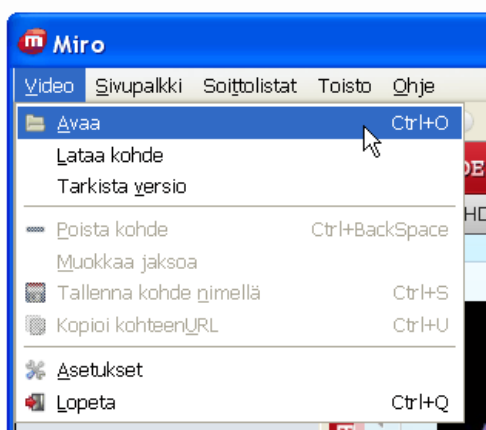 Miro
Video Sivupalkki Soittolistat Toisto Ohje
Avaa Ctrl+O
Lataa kohde
Tarkista versio
Poista kohde Ctrl+BackSpace
Muokkaa jaksoa
Tallenna kohde nimellä Ctrl+S
Kopioi kohteenURL Ctrl+U
Asetukset
Lopeta Ctrl+Q